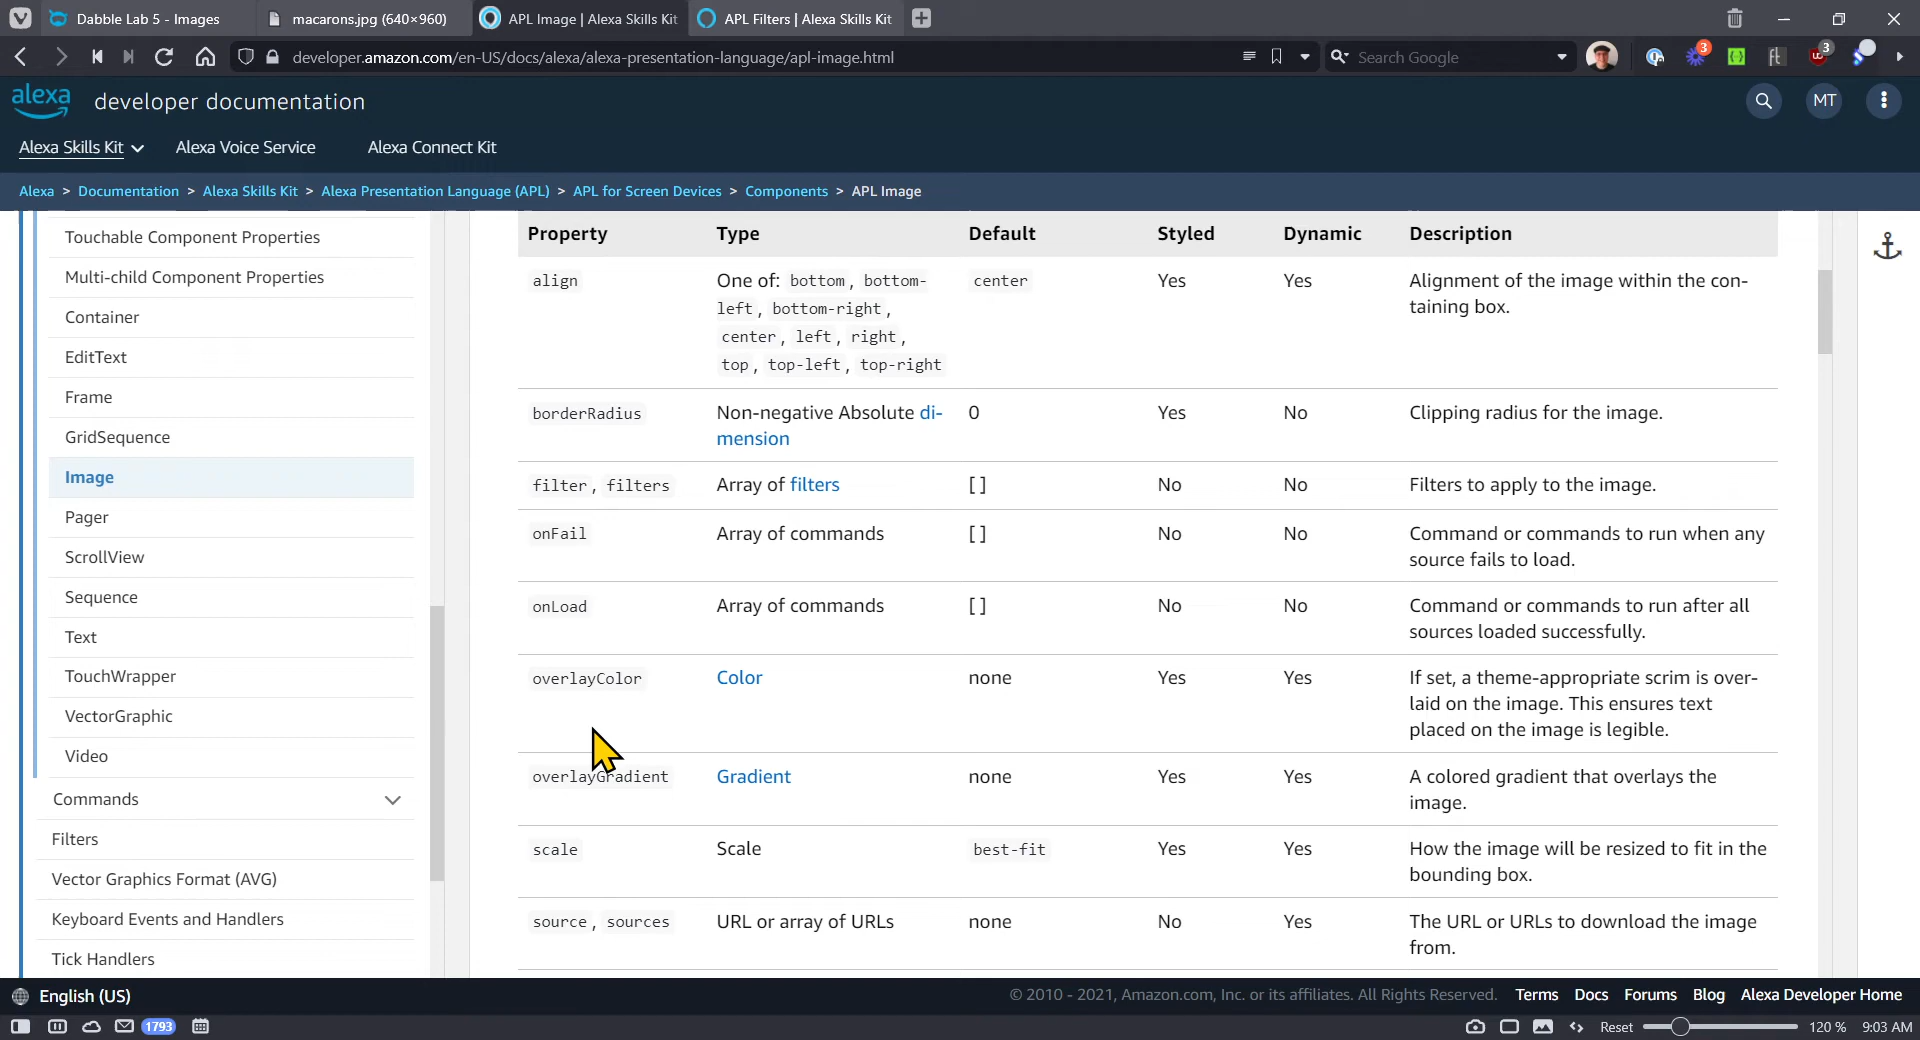 Dabble Lab 5 - Images
macarons.jpg (640×960)
APL Image | Alexa Skills Kit
APL Filters | Alexa Skills Kit
developer.amazon.com/en-US/docs/alexa/alexa-presentation-language/apl-image.html
Search Google
3
3
alexa
developer documentation
MT
Alexa Skills Kit
Alexa Voice Service
Alexa Connect Kit
Alexa > Documentation > Alexa Skills Kit > Alexa Presentation Language (APL) > APL for Screen Devices > Components > APL Image
Touchable Component Properties
Multi-child Component Properties
Container
EditText
Frame
GridSequence
Image
Pager
ScrollView
Sequence
Text
TouchWrapper
VectorGraphic
Video
Commands
Filters
Vector Graphics Format (AVG)
Keyboard Events and Handlers
Tick Handlers
Property Type Default Styled Dynamic Description
align One of: bottom, bottom- center Yes Yes Alignment of the image within the con-
left, bottom-right, taining box.
center, left, right,
top, top-left, top-right
borderRadius Non-negative Absolute di- 0 Yes No Clipping radius for the image.
mension
filter, filters Array of filters [] No No Filters to apply to the image.
onFail Array of commands [] No No Command or commands to run when any
source fails to load.
onLoad Array of commands [] No No Command or commands to run after all
sources loaded successfully.
overlayColor Color none Yes Yes If set, a theme-appropriate scrim is over-
laid on the image. This ensures text
placed on the image is legible.
overlayGradient Gradient none Yes Yes A colored gradient that overlays the
image.
scale Scale best-fit Yes Yes How the image will be resized to fit in the
bounding box.
source, sources URL or array of URLs none No Yes The URL or URLs to download the image
from.
English (US)
© 2010 - 2021, Amazon.com, Inc. or its affiliates. All Rights Reserved. Terms Docs Forums Blog Alexa Developer Home
1793
Reset 120 % 9:03 AM